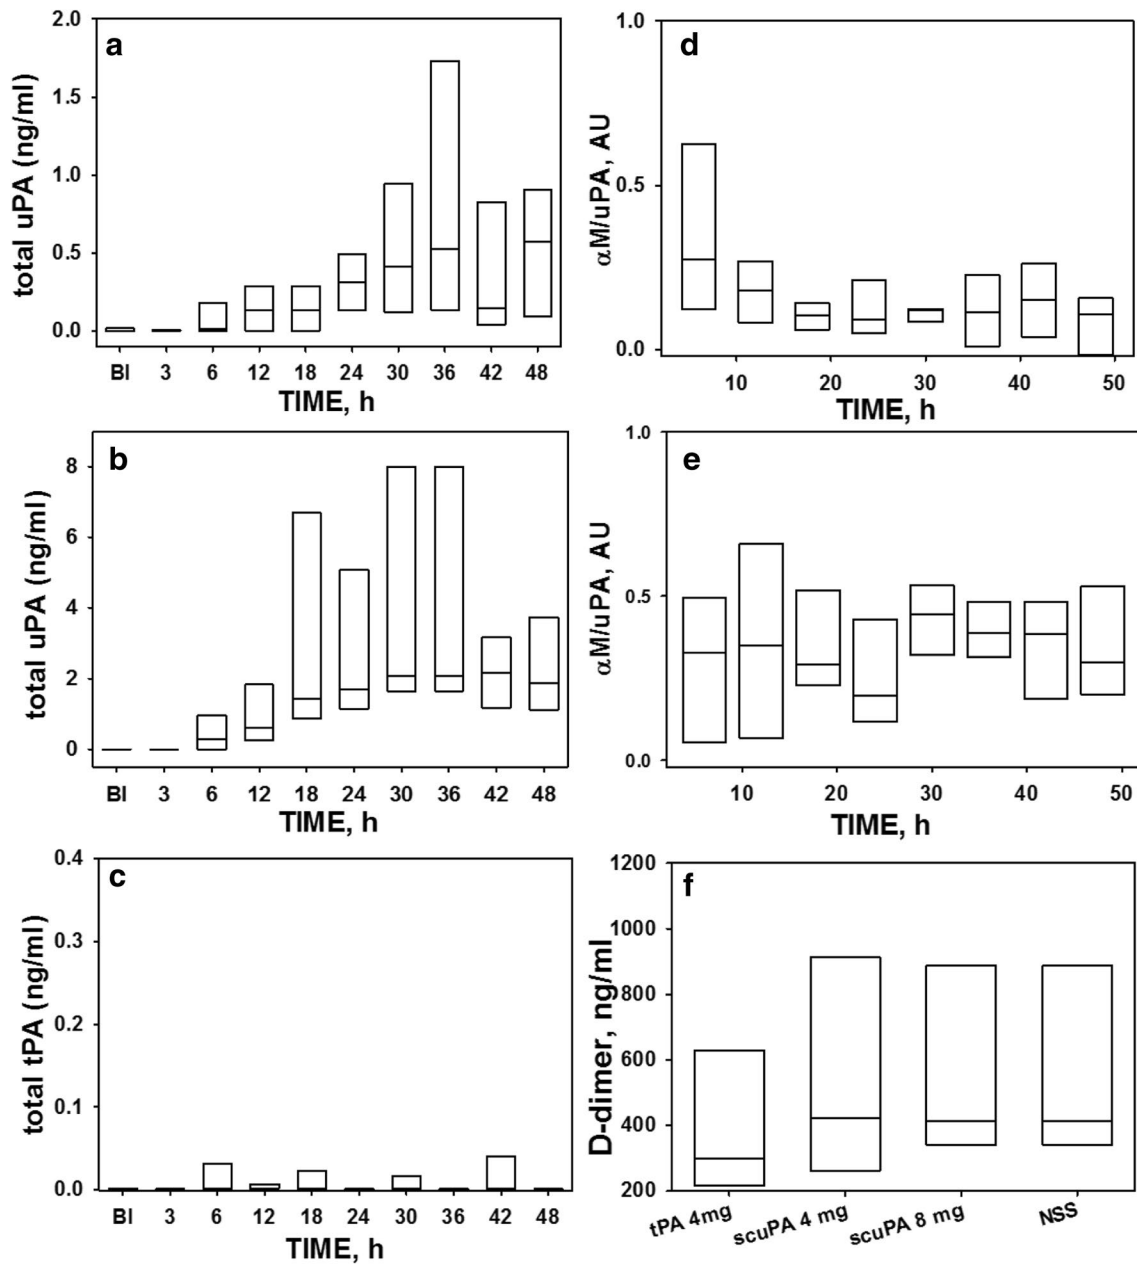 a
total uPA (ng/ml)
2.0
1.5
1.0
0.5
0.0
BI 3 6 12 18 24 30 36 42 48
TIME, h
d
αM/uPA, AU
1.0
0.5
0.0
10 20 30 40 50
TIME, h
b
total uPA (ng/ml)
8
6
4
2
0
BI 3 6 12 18 24 30 36 42 48
TIME, h
e
αM/uPA, AU
1.0
0.5
0.0
10 20 30 40 50
TIME, h
c
total tPA (ng/ml)
0.4
0.3
0.2
0.1
0.0
BI 3 6 12 18 24 30 36 42 48
TIME, h
f
D-dimer, ng/ml
1200
1000
800
600
400
200
tPA 4mg scuPA 4 mg scuPA 8 mg NSS